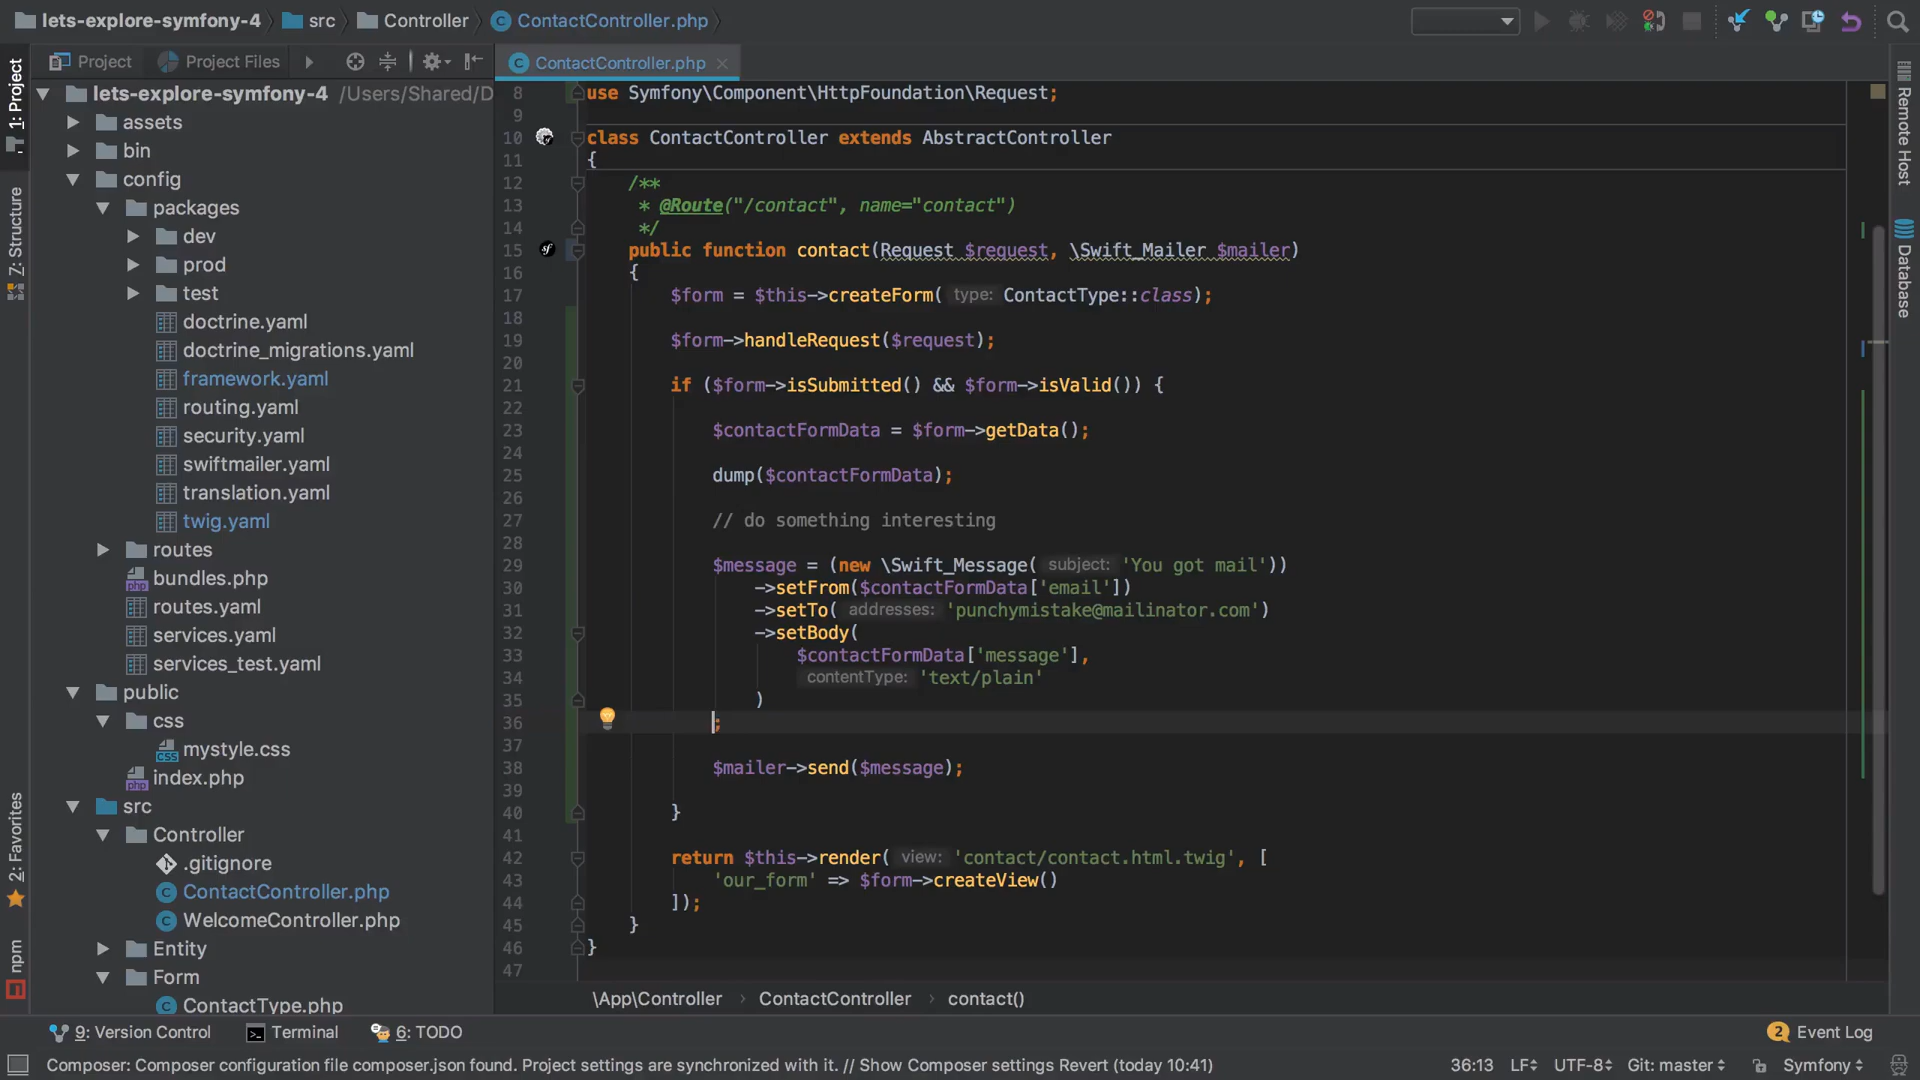 lets-explore-symfony-4 src Controller ContactController.php
1: Project
7: Structure
2: Favorites
npm
Project Project Files
lets-explore-symfony-4 /Users/Shared/D
assets
bin
config
packages
dev
prod
test
doctrine.yaml
doctrine_migrations.yaml
framework.yaml
routing.yaml
security.yaml
swiftmailer.yaml
translation.yaml
twig.yaml
routes
bundles.php
routes.yaml
services.yaml
services_test.yaml
public
css
mystyle.css
index.php
src
Controller
.gitignore
ContactController.php
WelcomeController.php
Entity
Form
ContactType.php
ContactController.php
8 use Symfony\Component\HttpFoundation\Request;
9
10 class ContactController extends AbstractController
11 {
12 /**
13 * @Route("/contact", name="contact")
14 */
15 public function contact(Request $request, \Swift_Mailer $mailer)
16 {
17 $form = $this->createForm( type: ContactType::class);
18
19 $form->handleRequest($request);
20
21 if ($form->isSubmitted() && $form->isValid()) {
22
23 $contactFormData = $form->getData();
24
25 dump($contactFormData);
26
27 // do something interesting
28
29 $message = (new \Swift_Message( subject: 'You got mail'))
30 ->setFrom($contactFormData['email'])
31 ->setTo( addresses: 'punchymistake@mailinator.com')
32 ->setBody(
33 $contactFormData['message'],
34 contentType: 'text/plain'
35 )
36 ;
37
38 $mailer->send($message);
39
40 }
41
42 return $this->render( view: 'contact/contact.html.twig', [
43 'our_form' => $form->createView()
44 ]);
45 }
46 }
47
\App\Controller › ContactController › contact()
Remote Host
Database
9: Version Control Terminal 6: TODO 2 Event Log
Composer: Composer configuration file composer.json found. Project settings are synchronized with it. // Show Composer settings Revert (today 10:41) 36:13 LF UTF-8 Git: master Symfony